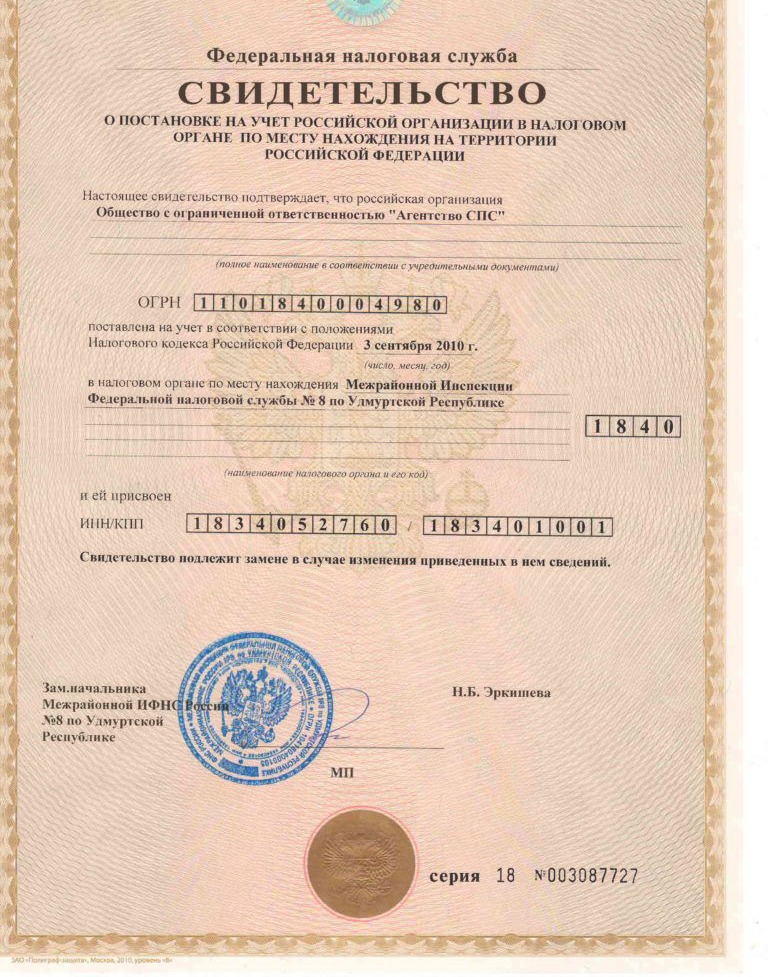 Федеральная налоговая служба
СВИДЕТЕЛЬСТВО
О ПОСТАНОВКЕ НА УЧЕТ РОССИЙСКОЙ ОРГАНИЗАЦИИ В НАЛОГОВОМ
ОРГАНЕ ПО МЕСТУ НАХОЖДЕНИЯ НА ТЕРРИТОРИИ
РОССИЙСКОЙ ФЕДЕРАЦИИ
Настоящее свидетельство подтверждает, что российская организация
Общество с ограниченной ответственностью "Агентство СПС"
(полное наименование в соответствии с учредительными документами)
ОГРН 1101840004980
поставлена на учет в соответствии с положениями
Налогового кодекса Российской Федерации 3 сентября 2010 г.
(число, месяц, год)
в налоговом органе по месту нахождения Межрайонной Инспекции
Федеральной налоговой службы № 8 по Удмуртской Республике
1840
(наименование налогового органа и его код)
и ей присвоен
ИНН/КПП 1834052760 / 183401001
Свидетельство подлежит замене в случае изменения приведенных в нем сведений.
Зам.начальника
Межрайонной ИФНС России
№8 по Удмуртской
Республике
Н.Б. Эркишева
МП
серия 18 №003087727
ЗАО «Полиграф-защита», Москва, 2010, уровень «В»